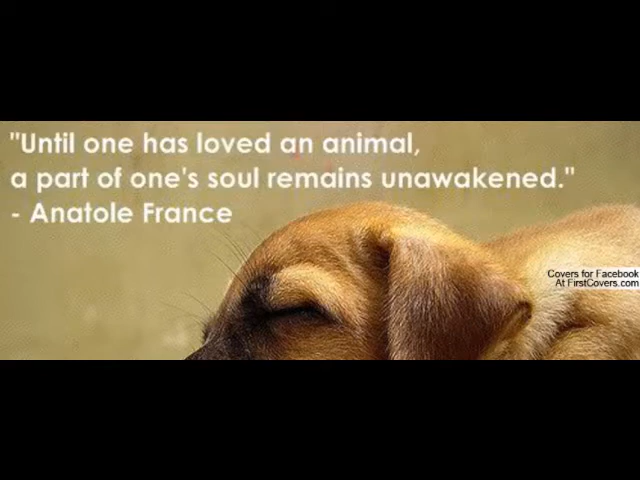 "Until one has loved an animal,
a part of one's soul remains unawakened."
- Anatole France
Covers for Facebook
At FirstCovers.com